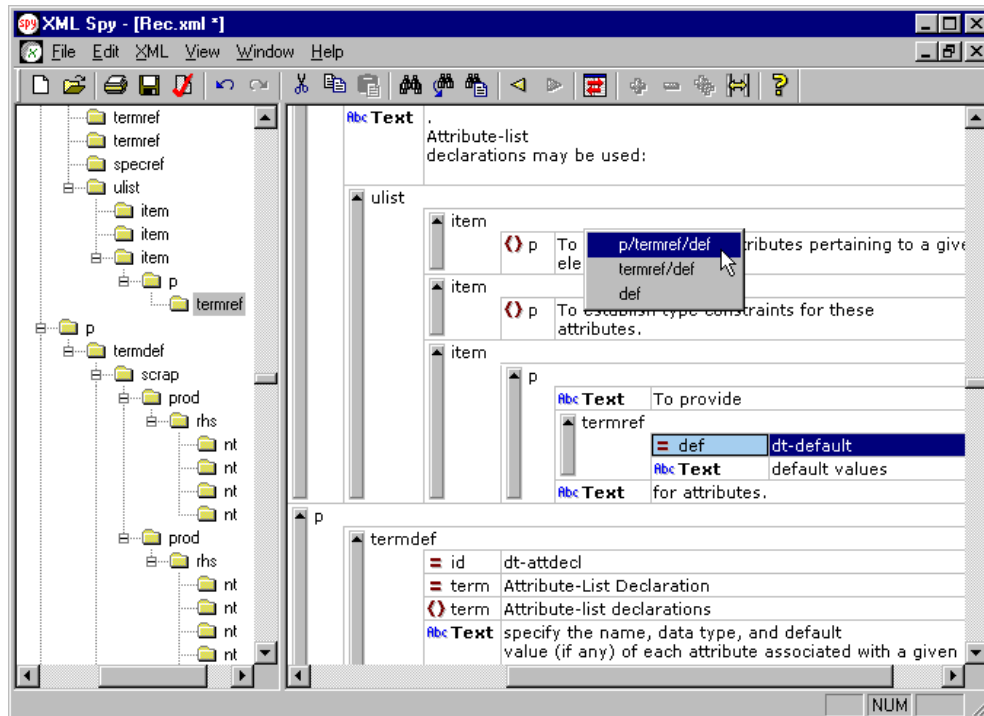 XML Spy - [Rec.xml *]
File Edit XML View Window Help
termref
termref
specref
ulist
item
item
item
p
termref
p
termdef
scrap
prod
rhs
nt
nt
nt
nt
prod
rhs
nt
nt
nt
nt
Abc Text .
Attribute-list
declarations may be used:
ulist
item
() p To
ele
tributes pertaining to a give
p/termref/def
termref/def
def
item
() p To establish type constraints for these
attributes.
item
p
Abc Text To provide
termref
= def dt-default
Abc Text default values
Abc Text for attributes.
p
termdef
= id dt-attdecl
= term Attribute-List Declaration
() term Attribute-list declarations
Abc Text specify the name, data type, and default
value (if any) of each attribute associated with a given
NUM